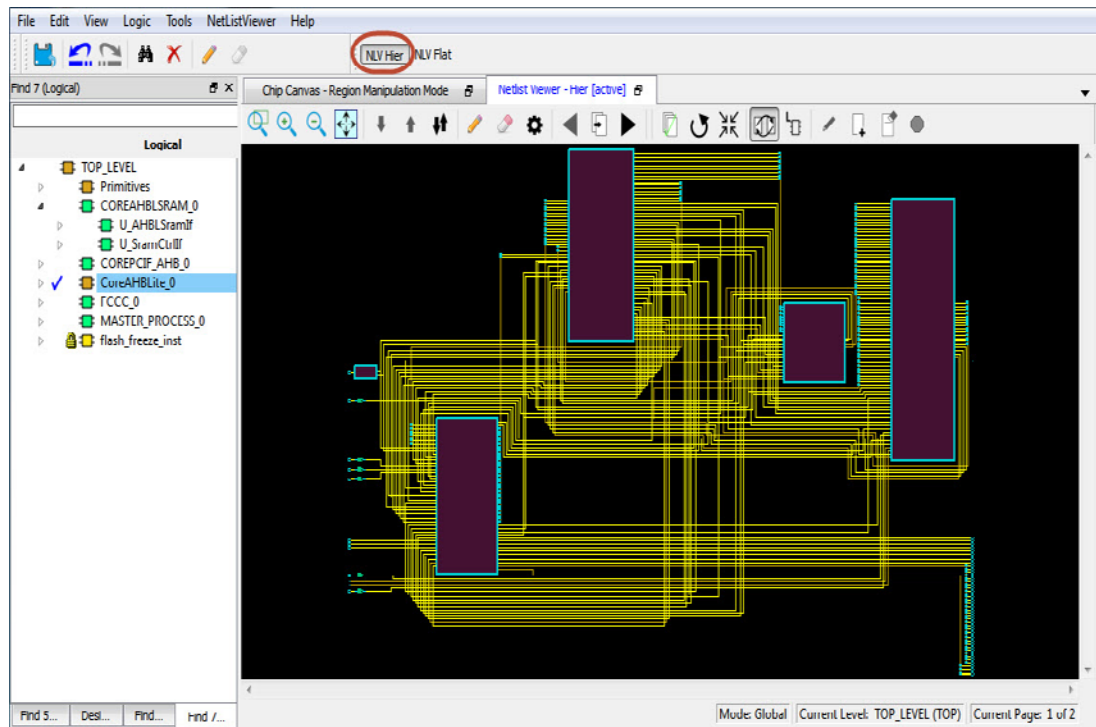 File Edit View Logic Tools NetListViewer Help
NLV Hier NLV Flat
Find 7 (Logical)
Chip Canvas - Region Manipulation Mode
Netlist Viewer - Hier [active]
Logical
TOP_LEVEL
Primitives
COREAHBLSRAM_0
U_AHBLSramIf
U_SramCtrlIf
COREPCIF_AHB_0
CoreAHBLite_0
FCCC_0
MASTER_PROCESS_0
flash_freeze_inst
Find 5... Desi... Find... Find 7...
Mode: Global Current Level: TOP_LEVEL (TOP) Current Page: 1 of 2